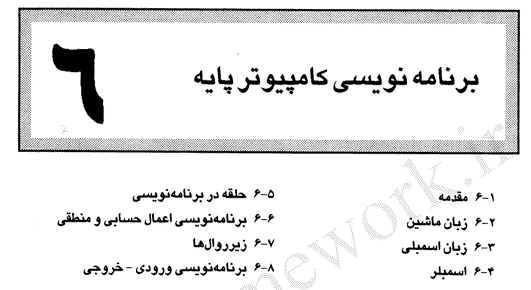 ۶
برنامه نویسی کامپیوتر پایه
۶-۱ مقدمه
۶-۲ زبان ماشین
۶-۳ زبان اسمبلی
۶-۴ اسمبلر
۶-۵ حلقه در برنامه‌نویسی
۶-۶ برنامه‌نویسی اعمال حسابی و منطقی
۶-۷ زیرروال‌ها
۶-۸ برنامه‌نویسی ورودی - خروجی
mework.ir